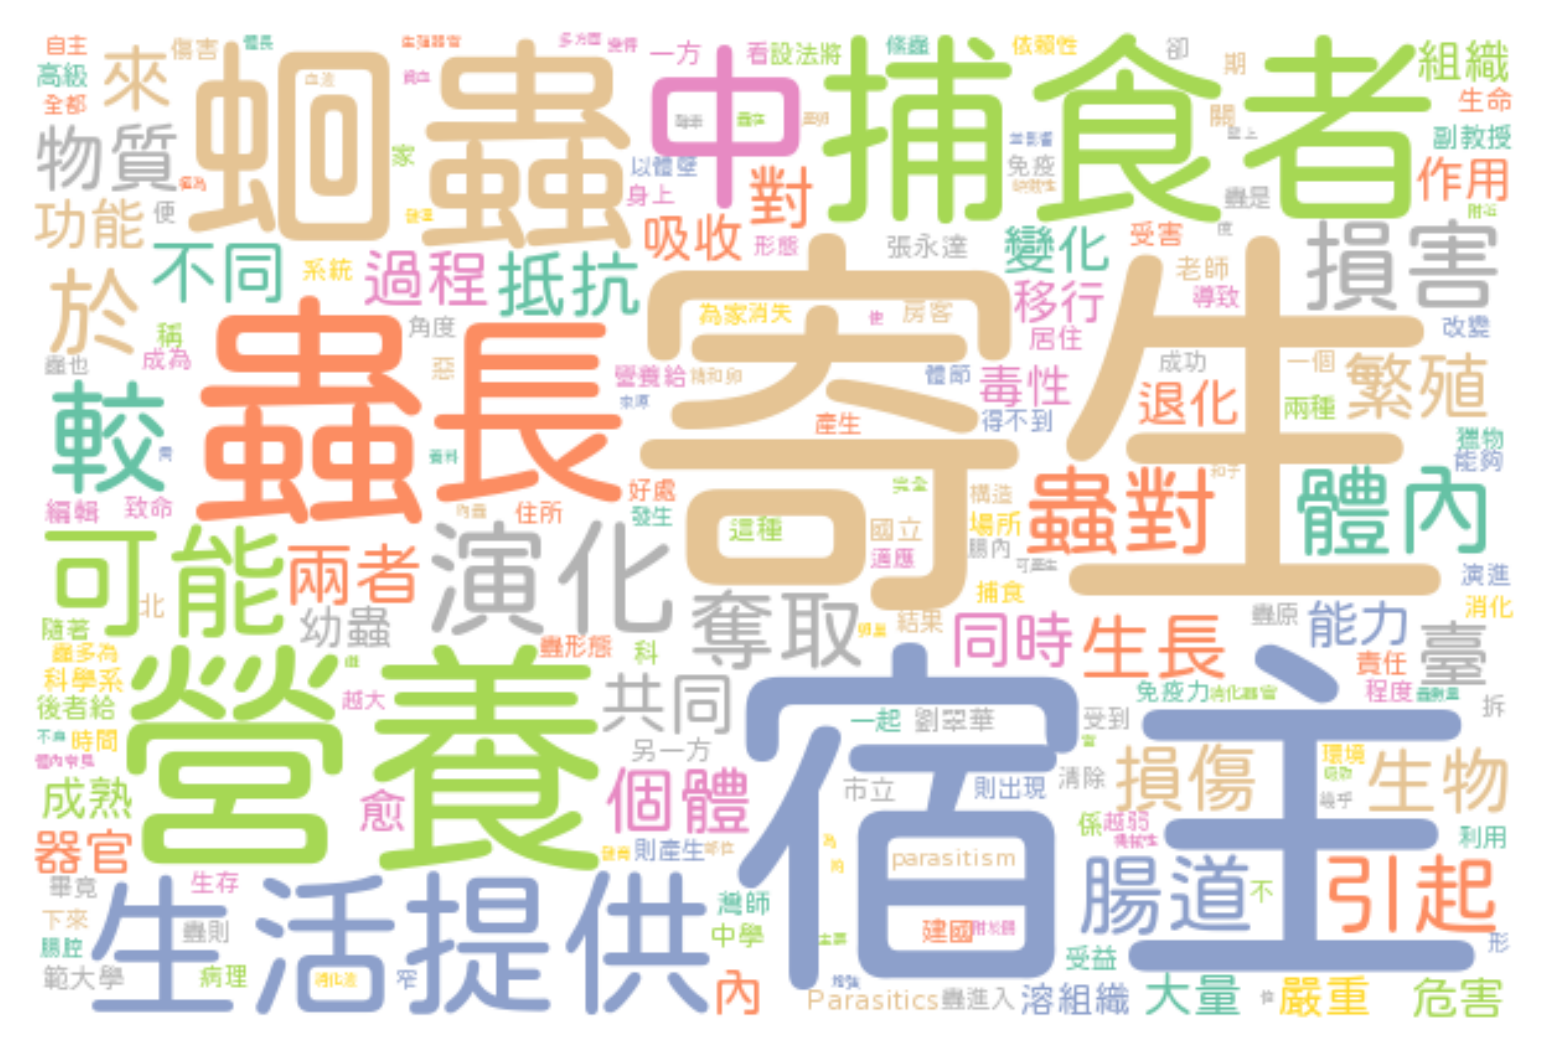 自主
傷害
一方
看
設法將
條蟲
依賴性
卻
高級
來
蛔蟲
中
捕食者
期
組織
全都
血液
關
生命
物質
副教授
以體壁
免疫
作用
功能
便
身上
對
蟲是
吸收
形態
張永達
變化
受害
損害
不同
系統
過程
抵抗
老師
於
移行
導致
為家
消失
房客
稱
角度
居住
改變
蟲也
成為
蟲長
寄生
惡
成功
一個
繁殖
營養給
精和卵
體節
毒性
退化
較
產生
得不到
兩種
獵物
能夠
編輯
致命
住所
好處
完全
構造
蟲對
體內
發生
這種
國立
場所
可能
兩者
演化
適應
腸內
演進
北
幼蟲
奪取
捕食
蟲原
能力
消化
隨著
結果
同時
生長
臺
蟲多為
蟲形態
科
責任
科學系
營養
越大
共同
宿主
免疫力
消化器官
程度
後者給
一起
劉翠華
受到
拆
時間
另一方
環境
成熟
愈
個體
市立
則出現
清除
損傷
生物
係
越弱
器官
則產生
parasitism
利用
畢竟
生存
腸道
不
引起
下來
生活提供
灣師
建國
蟲則
中學
形
腸腔
受益
範大學
病理
消化液
窄
內
Parasitics
蟲進入
溶組織
大量
嚴重
危害